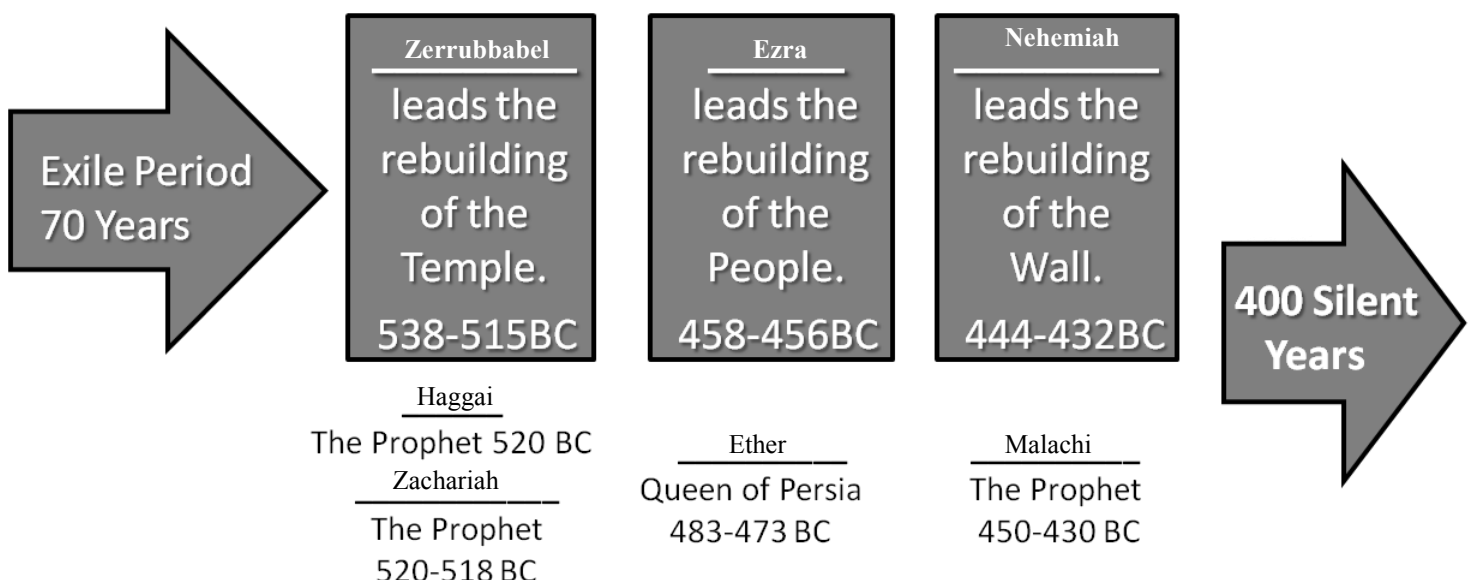 Exile Period
70 Years
Zerrubbabel
leads the
rebuilding
of the
Temple.
538-515BC
Haggai
The Prophet 520 BC
Zachariah
The Prophet
520-518 BC
Ezra
leads the
rebuilding
of the
People.
458-456BC
Ether
Queen of Persia
483-473 BC
Nehemiah
leads the
rebuilding
of the
Wall.
444-432BC
Malachi
The Prophet
450-430 BC
400 Silent
Years